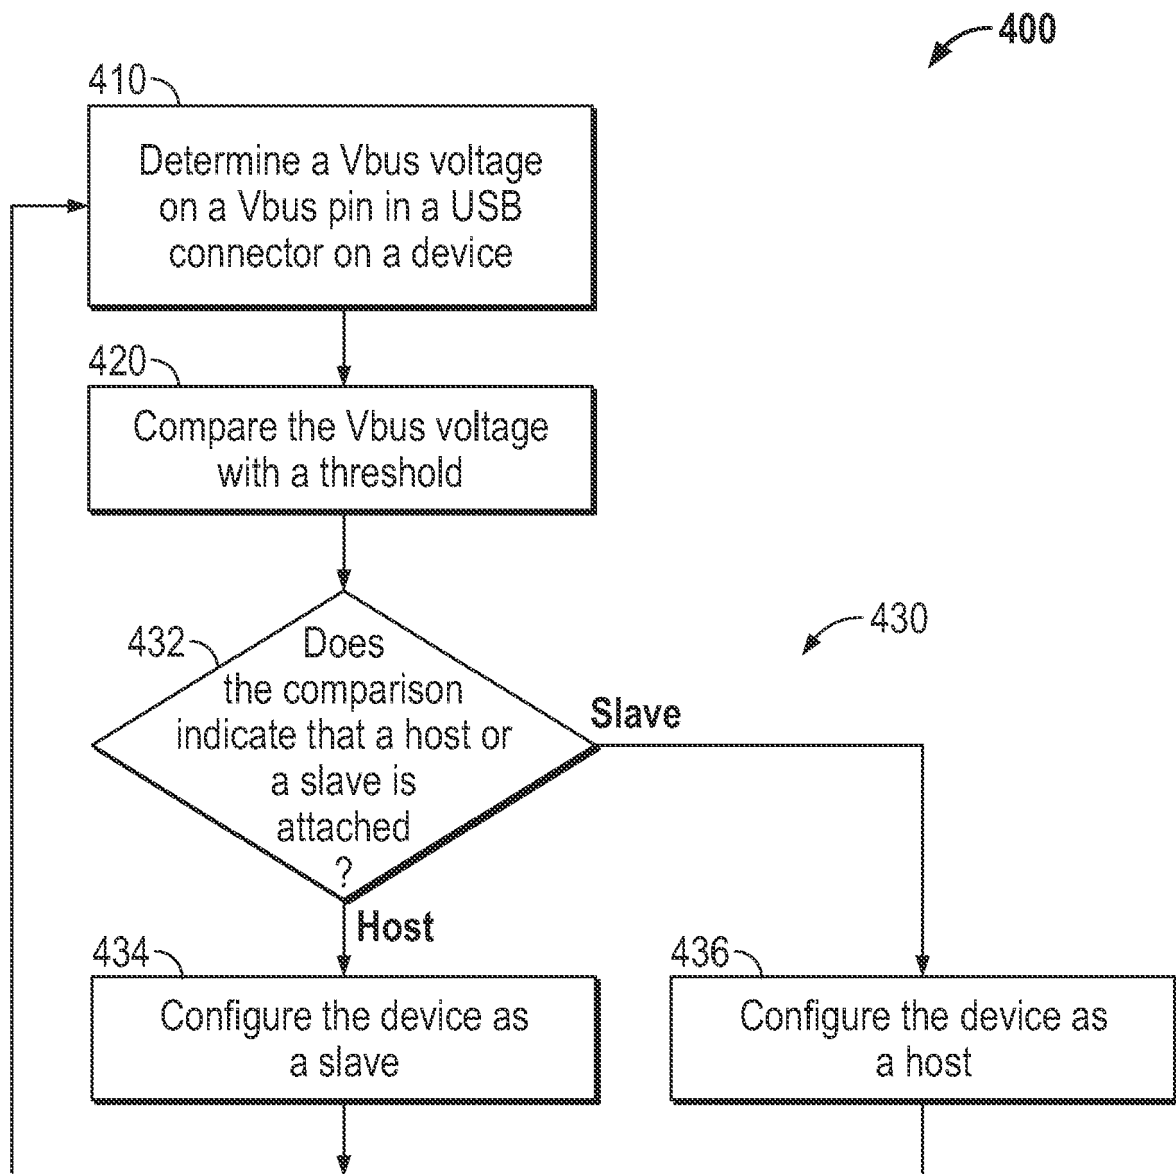 400
410
Determine a Vbus voltage
on a Vbus pin in a USB
connector on a device
420
Compare the Vbus voltage
with a threshold
430
432
Does
the comparison
indicate that a host or
a slave is
attached
?
Slave
Host
434
Configure the device as
a slave
436
Configure the device as
a host